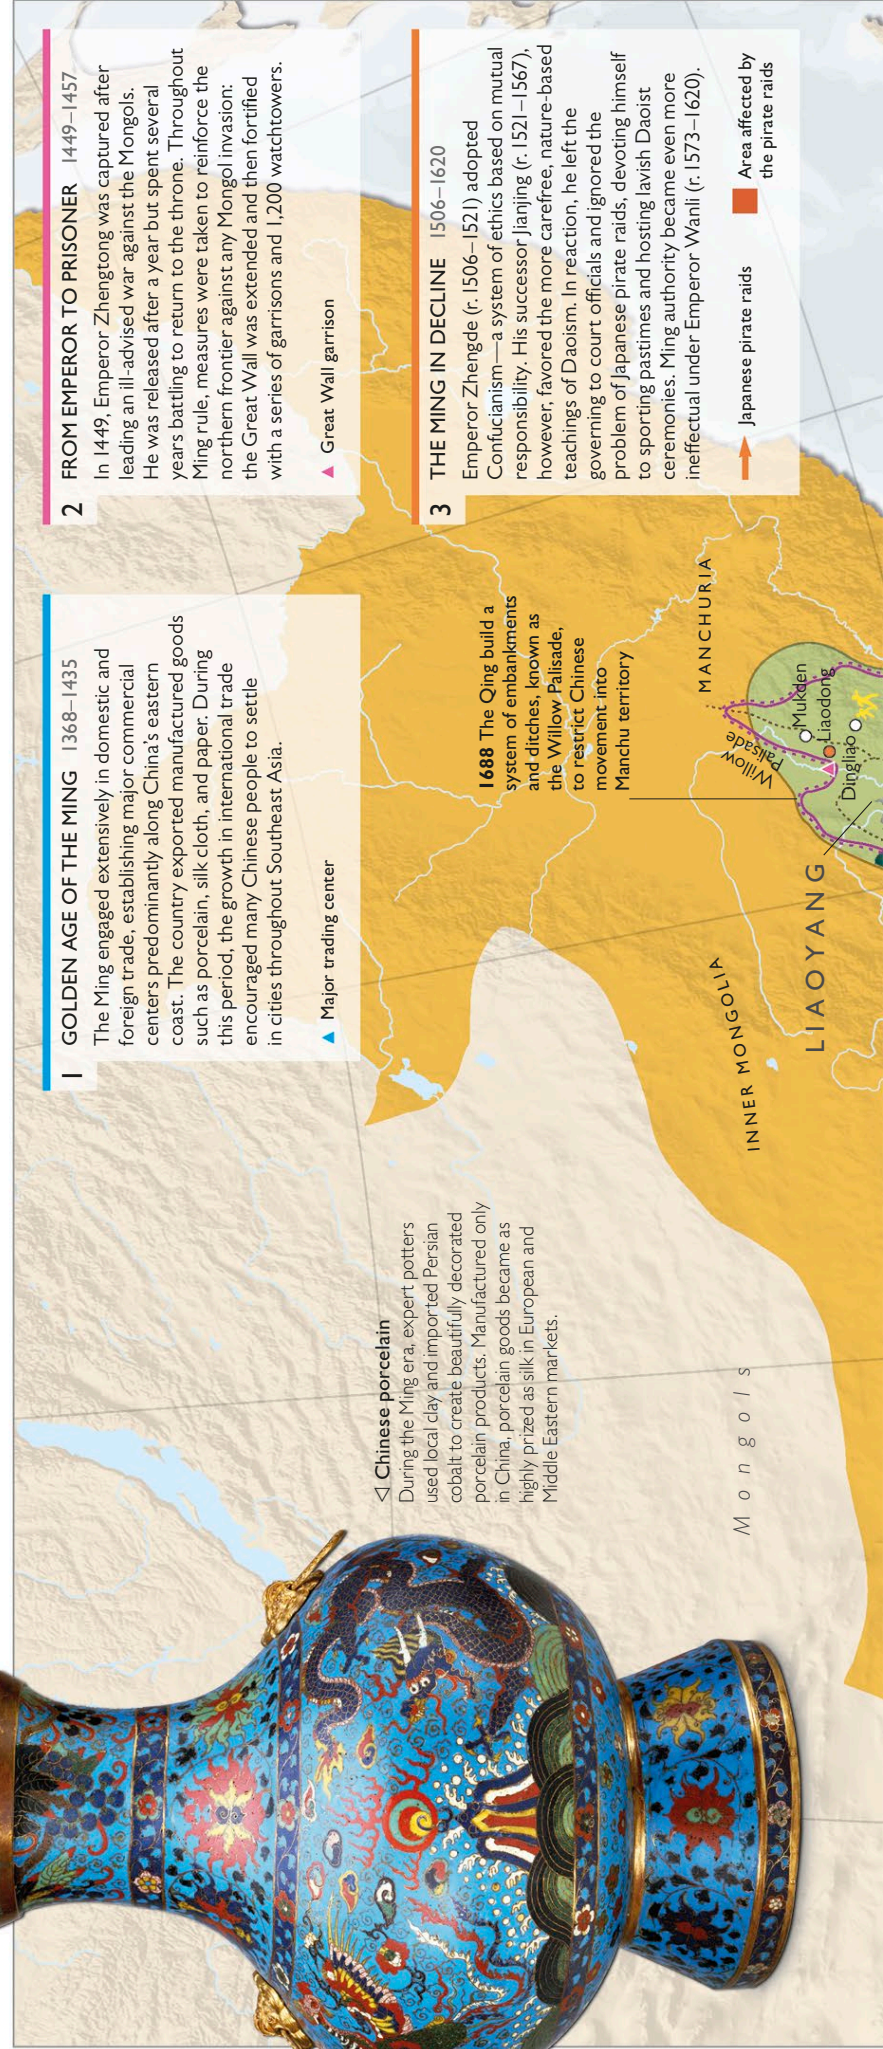 1 GOLDEN AGE OF THE MING 1368–1435
The Ming engaged extensively in domestic and
foreign trade, establishing major commercial
centers predominantly along China's eastern
coast. The country exported manufactured goods
such as porcelain, silk cloth, and paper. During
this period, the growth in international trade
encouraged many Chinese people to settle
in cities throughout Southeast Asia.
Major trading center
2 FROM EMPEROR TO PRISONER 1449–1457
In 1449, Emperor Zhengtong was captured after
leading an ill-advised war against the Mongols.
He was released after a year but spent several
years battling to return to the throne. Throughout
Ming rule, measures were taken to reinforce the
northern frontier against any Mongol invasion:
the Great Wall was extended and then fortified
with a series of garrisons and 1,200 watchtowers.
Great Wall garrison
3 THE MING IN DECLINE 1506–1620
Emperor Zhengde (r. 1506–1521) adopted
Confucianism—a system of ethics based on mutual
responsibility. His successor Jianjing (r. 1521–1567),
however, favored the more carefree, nature-based
teachings of Daoism. In reaction, he left the
governing to court officials and ignored the
problem of Japanese pirate raids, devoting himself
to sporting pastimes and hosting lavish Daoist
ceremonies. Ming authority became even more
ineffectual under Emperor Wanli (r. 1573–1620).
Japanese pirate raids
Area affected by
the pirate raids
◁ Chinese porcelain
During the Ming era, expert potters
used local clay and imported Persian
cobalt to create beautifully decorated
porcelain products. Manufactured only
in China, porcelain goods became as
highly prized as silk in European and
Middle Eastern markets.
1688 The Qing build a
system of embankments
and ditches, known as
the Willow Palisade,
to restrict Chinese
movement into
Manchu territory
MANCHURIA
INNER MONGOLIA
Mongols
Willow
Palisade
Mukden
Liaodong
Dingliao
LIAOYANG